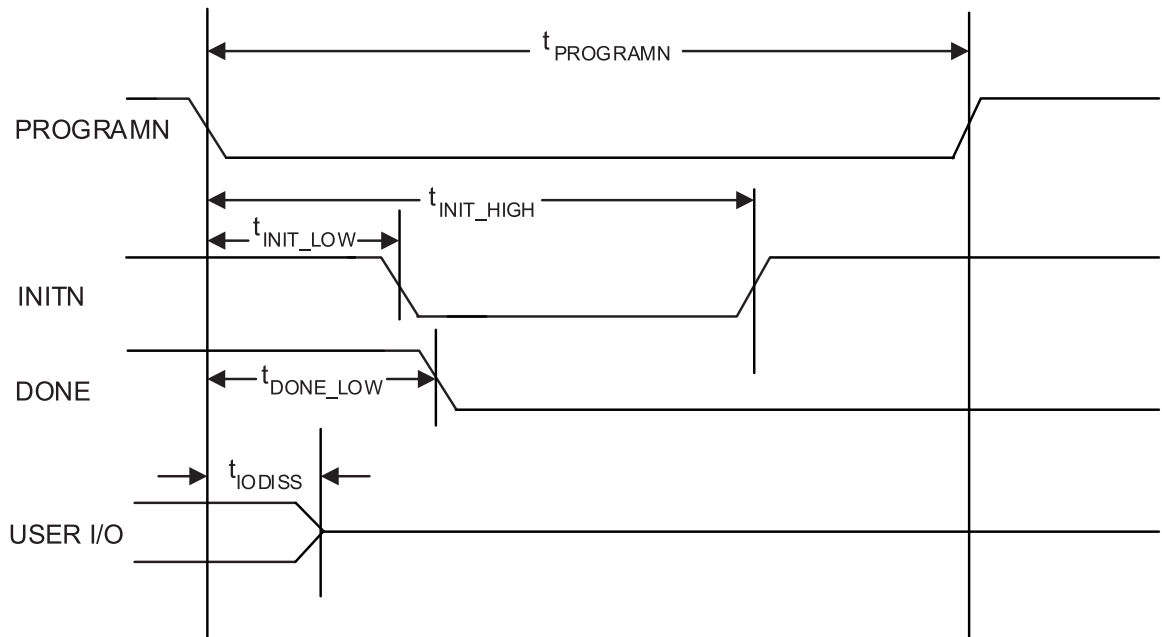 tPROGRAMN
PROGRAMN
tINIT_HIGH
tINIT_LOW
INITN
tDONE_LOW
DONE
tIODISS
USER I/O